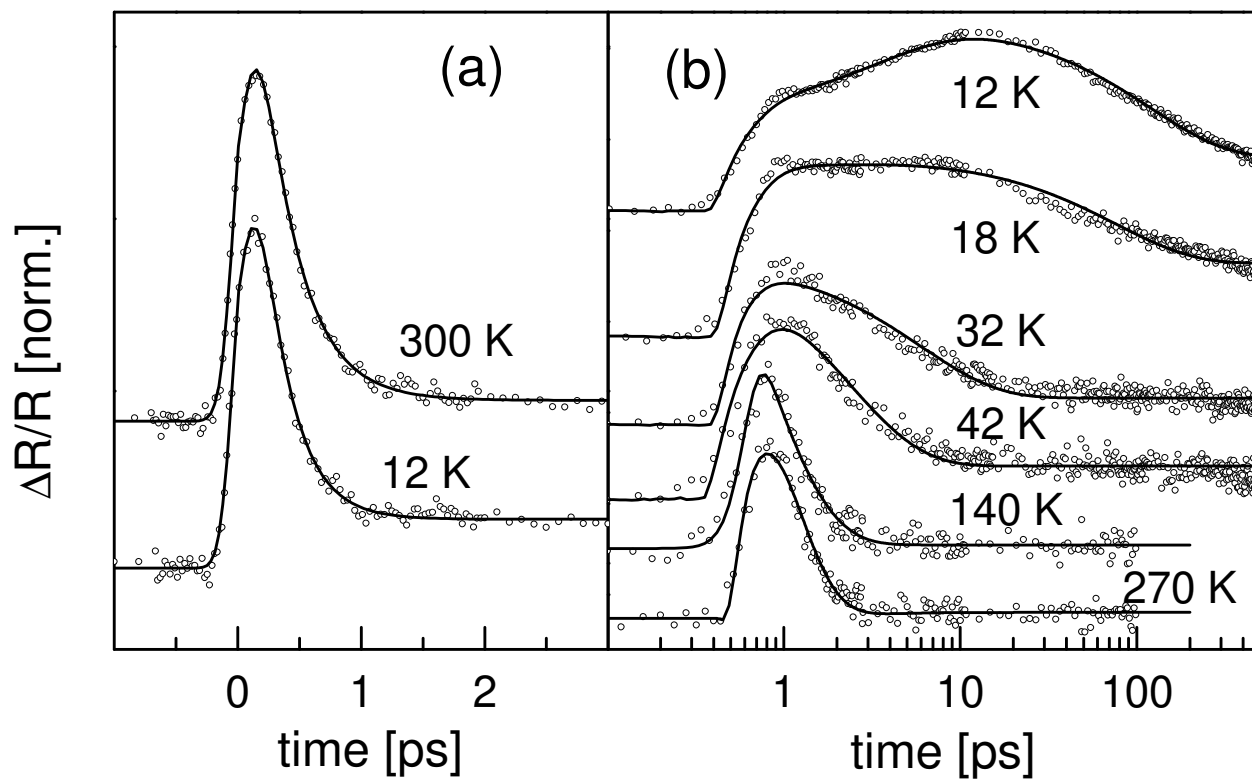 ΔR/R [norm.]
(a)
300 K
12 K
0 1 2
time [ps]
(b)
12 K
18 K
32 K
42 K
140 K
270 K
1 10 100
time [ps]